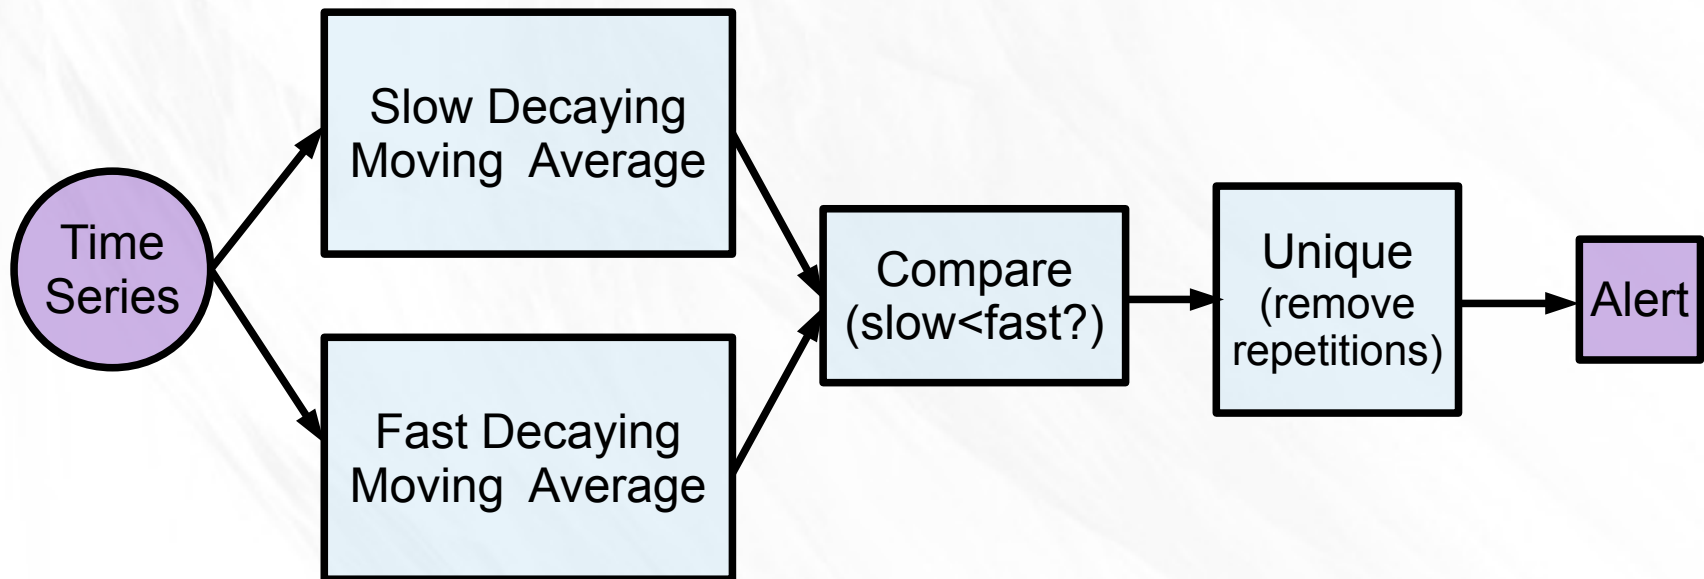 Time
Series
Slow Decaying
Moving Average
Fast Decaying
Moving Average
Compare
(slow<fast?)
Unique
(remove
repetitions)
Alert